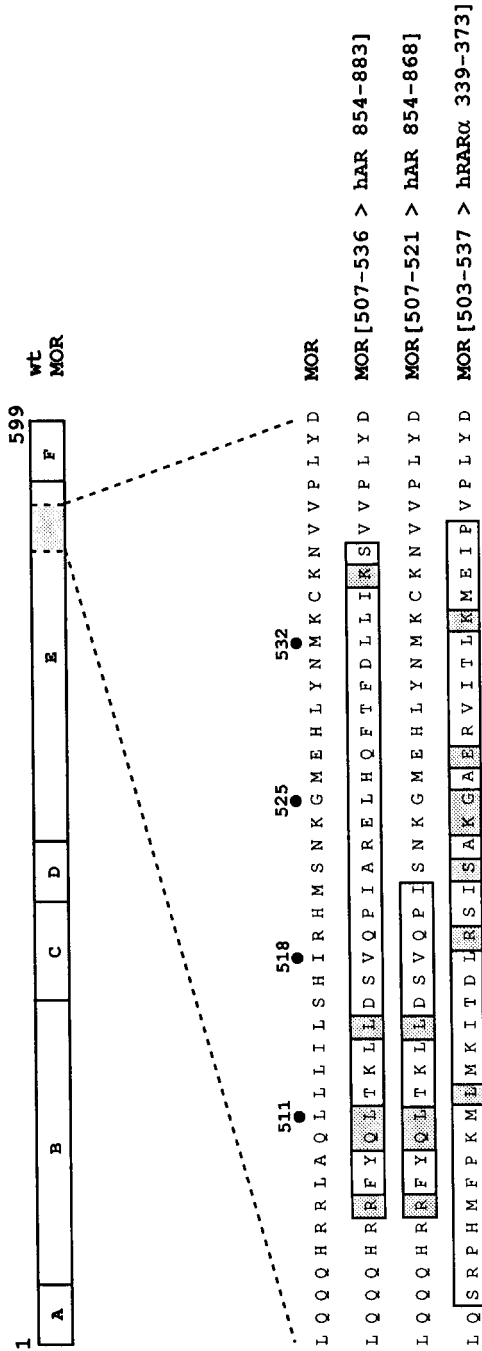 1 599
A B C D E F wt
MOR
511 518 525 532
L Q Q Q H R R L A Q L L L I L S H I R H M S N K G M E H L Y N M K C K N V V P L Y D MOR
L Q Q Q H R R F Y Q L T K L L D S V Q P I A R E L H Q F T F D L L I K S V V P L Y D MOR[507-536 > hAR 854-883]
L Q Q Q H R R F Y Q L T K L L D S V Q P I S N K G M E H L Y N M K C K N V V P L Y D MOR[507-521 > hAR 854-868]
L Q S R P H M F P K M L M K I T D L R S I S A K G A E R V I T L K M E I P V P L Y D MOR[503-537 > hRARα 339-373]